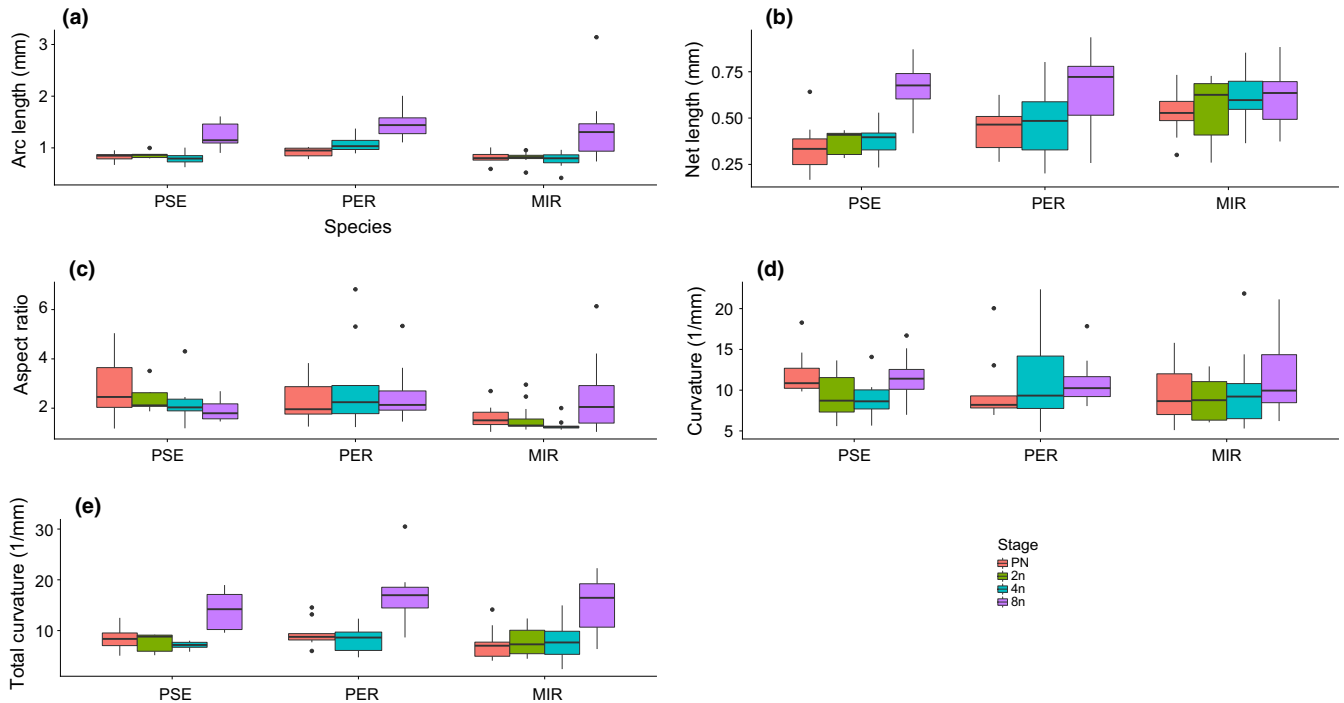 (a)
Arc length (mm)
3
2
1
PSE PER MIR
Species
(b)
Net length (mm)
0.75
0.50
0.25
PSE PER MIR
(c)
Aspect ratio
6
4
2
PSE PER MIR
(d)
Curvature (1/mm)
20
15
10
5
PSE PER MIR
(e)
Total curvature (1/mm)
30
20
10
PSE PER MIR
Stage
PN
2n
4n
8n